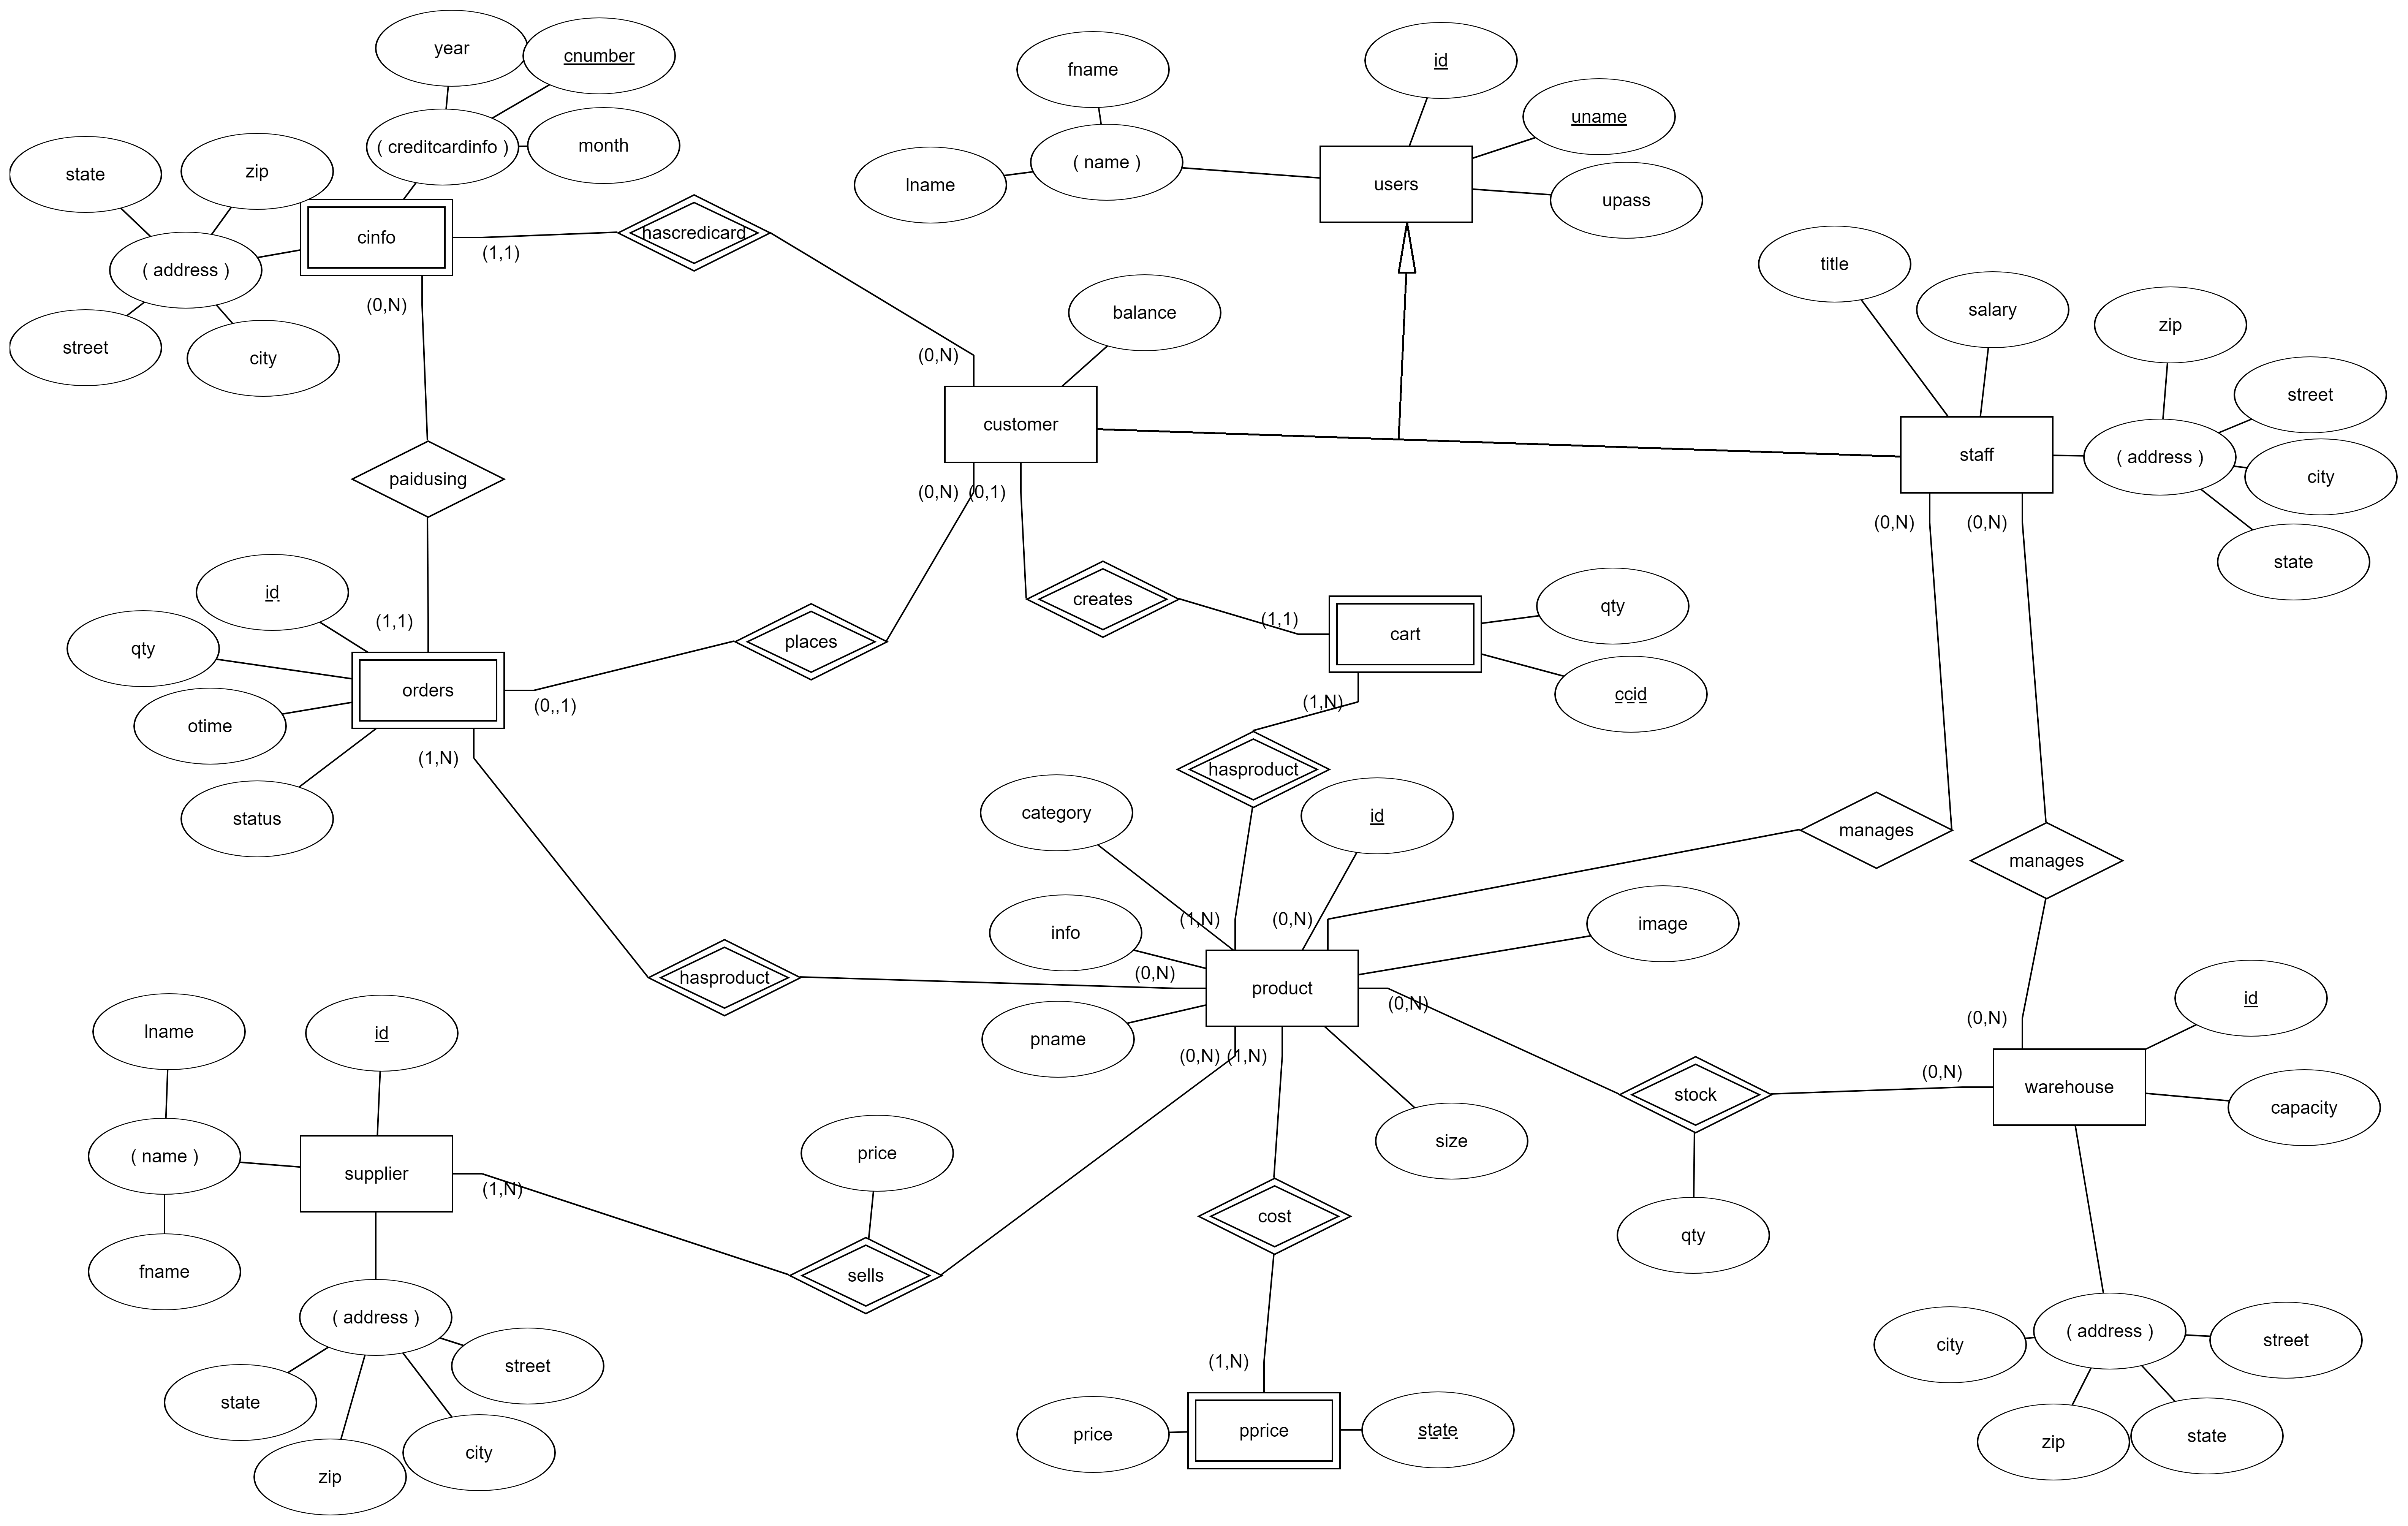 year
cnumber
id
fname
uname
( creditcardinfo )
month
( name )
state
zip
lname
users
upass
cinfo
hascredicard
(1,1)
( address )
title
(0,N)
balance
salary
zip
street
city
(0,N)
customer
street
staff
( address )
city
paidusing
(0,N)
(0,1)
(0,N)
(0,N)
state
id
creates
qty
(1,1)
(1,1)
cart
qty
places
orders
(0,,1)
ccid
(1,N)
otime
(1,N)
hasproduct
status
category
id
manages
manages
(1,N)
(0,N)
image
info
hasproduct
(0,N)
product
(0,N)
id
(0,N)
lname
id
pname
(0,N)
(1,N)
(0,N)
stock
warehouse
capacity
size
( name )
supplier
(1,N)
price
cost
qty
fname
sells
( address )
( address )
city
street
street
(1,N)
state
price
pprice
state
zip
state
city
zip